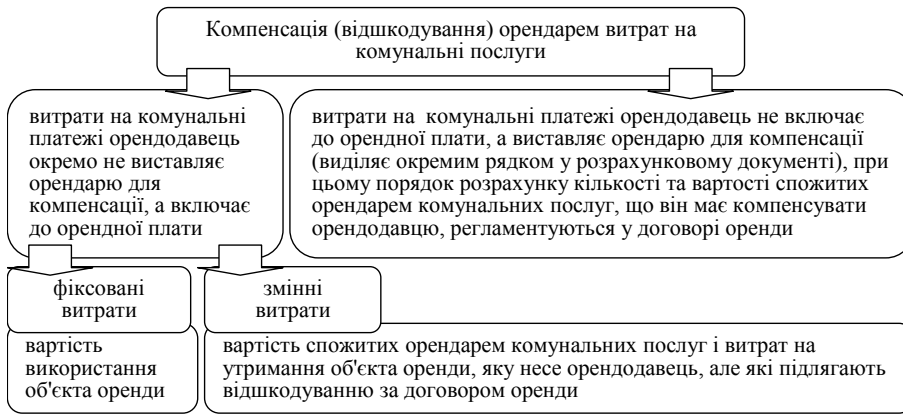 Компенсація (відшкодування) орендарем витрат на
комунальні послуги
витрати на комунальні
платежі орендодавець
окремо не виставляє
орендарю для
компенсації, а включає
до орендної плати
витрати на комунальні платежі орендодавець не включає
до орендної плати, а виставляє орендарю для компенсації
(виділяє окремим рядком у розрахунковому документі), при
цьому порядок розрахунку кількості та вартості спожитих
орендарем комунальних послуг, що він має компенсувати
орендодавцю, регламентуються у договорі оренди
фіксовані
витрати
змінні
витрати
вартість
використання
об'єкта оренди
вартість спожитих орендарем комунальних послуг і витрат на
утримання об'єкта оренди, яку несе орендодавець, але які підлягають
відшкодуванню за договором оренди